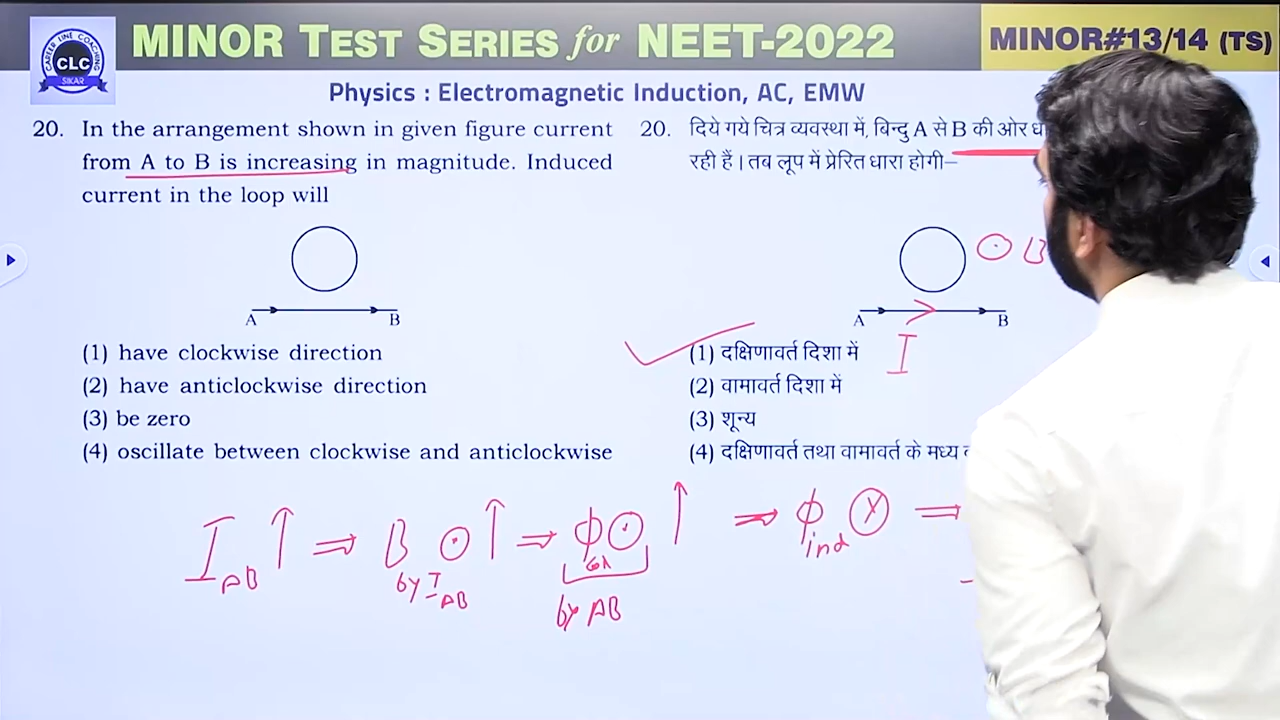 CAREER LINE COACHING
CLC
SIKAR
MINOR TEST SERIES for NEET-2022
MINOR#13/14 (TS)
Physics : Electromagnetic Induction, AC, EMW
20. In the arrangement shown in given figure current
from A to B is increasing in magnitude. Induced
current in the loop will
A B
(1) have clockwise direction
(2) have anticlockwise direction
(3) be zero
(4) oscillate between clockwise and anticlockwise
20. दिये गये चित्र व्यवस्था में, बिन्दु A से B की ओर
रही हैं। तब लूप में प्रेरित धारा होगी–
⊙ B
A B
I
(1) दक्षिणावर्त दिशा में
(2) वामावर्त दिशा में
(3) शून्य
(4) दक्षिणावर्त तथा वामावर्त के मध्य
I AB ↑ ⇒ B ⊙ ↑ ⇒ ϕ ⊙ ↑ ⇒ ϕ ind ⊗ ⇒
by I AB
by AB